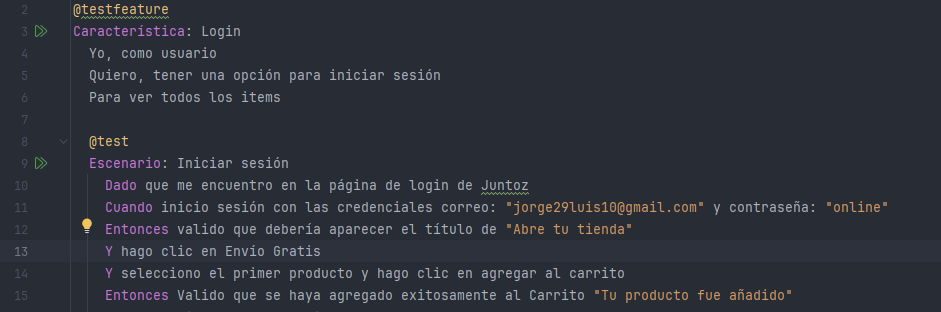 2 @testfeature
3 Característica: Login
4 Yo, como usuario
5 Quiero, tener una opción para iniciar sesión
6 Para ver todos los items
7
8 @test
9 Escenario: Iniciar sesión
10 Dado que me encuentro en la página de login de Juntoz
11 Cuando inicio sesión con las credenciales correo: "jorge29luis10@gmail.com" y contraseña: "online"
12 Entonces valido que debería aparecer el título de "Abre tu tienda"
13 Y hago clic en Envío Gratis
14 Y selecciono el primer producto y hago clic en agregar al carrito
15 Entonces Valido que se haya agregado exitosamente al Carrito "Tu producto fue añadido"